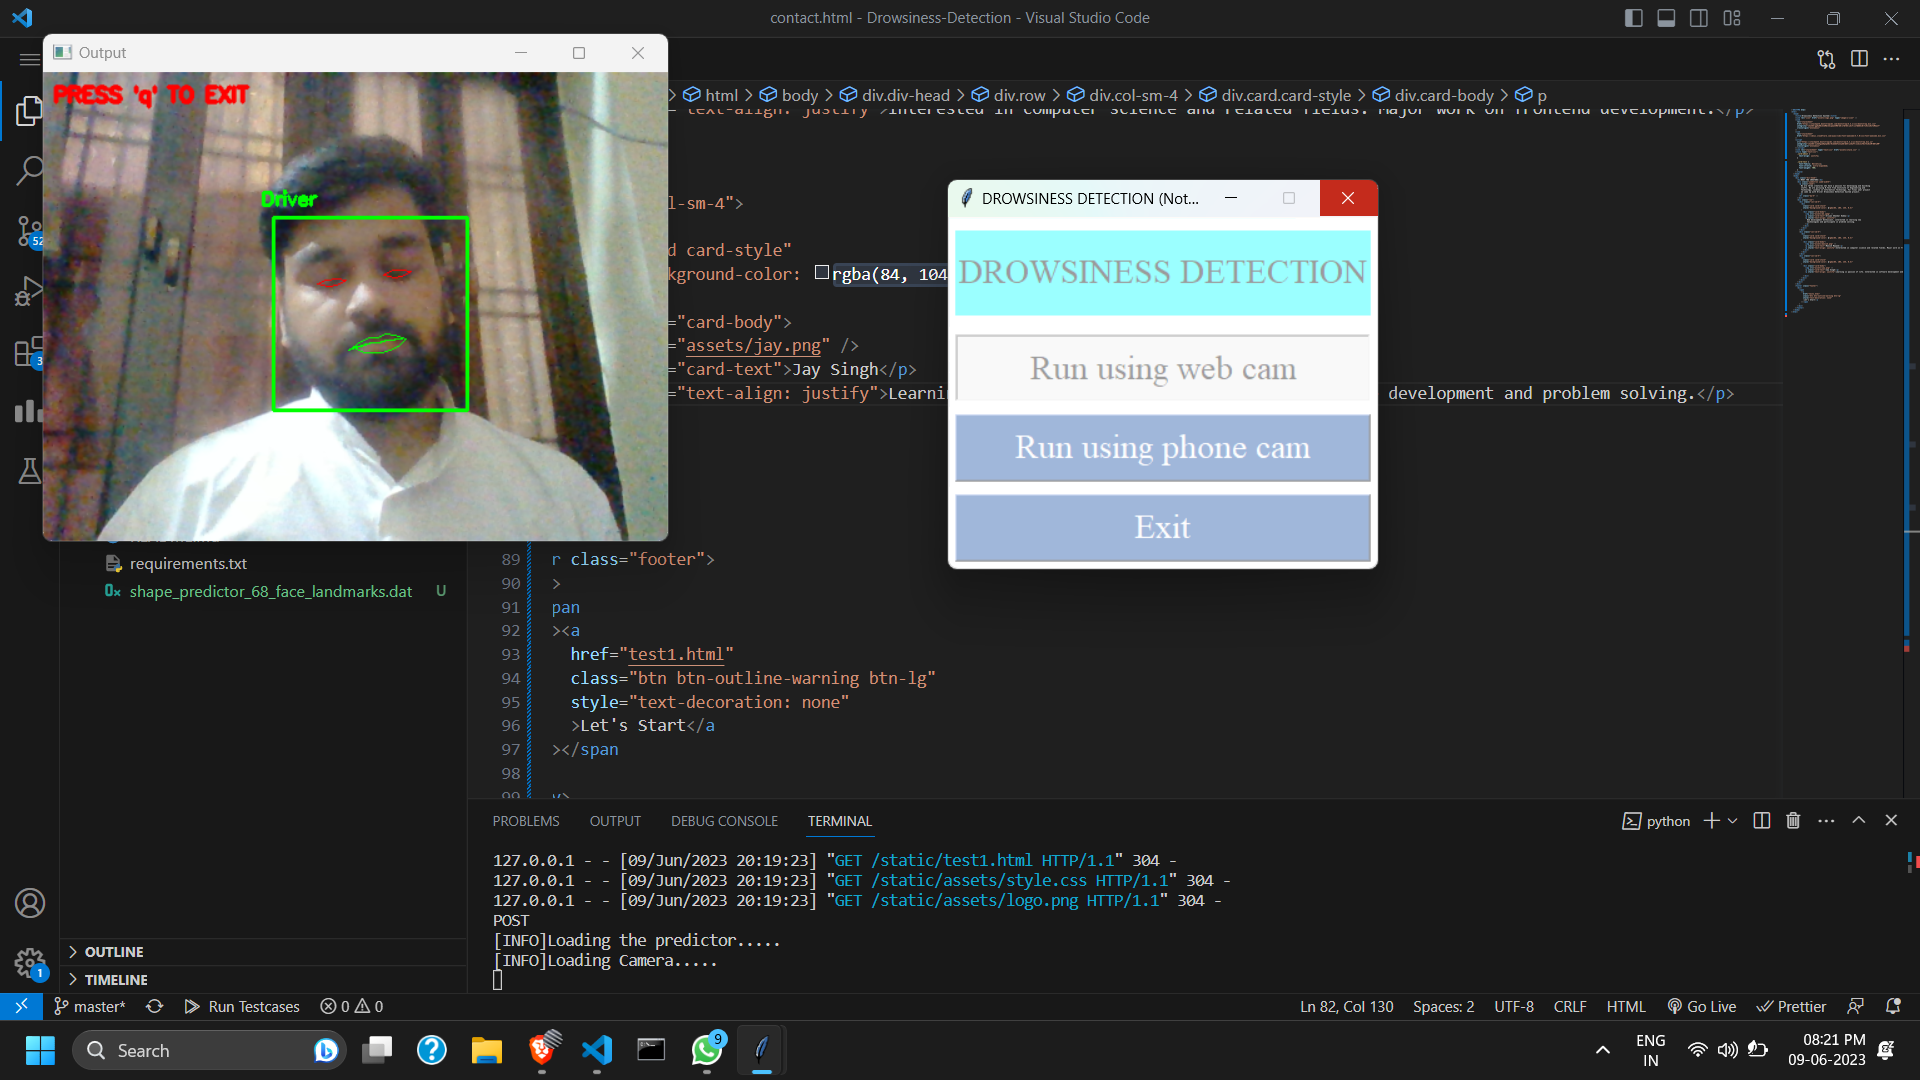 contact.html - Drowsiness-Detection - Visual Studio Code
Output
PRESS 'q' TO EXIT
Driver
html > body > div.div-head > div.row > div.col-sm-4 > div.card.card-style > div.card-body > p
text-align: justify">Interested in computer science and related fields. Major work on frontend development.</p>
l-sm-4">
d card-style"
kground-color: rgba(84, 104
="card-body">
="assets/jay.png" />
="card-text">Jay Singh</p>
="text-align: justify">Learnin
development and problem solving.</p>
DROWSINESS DETECTION (Not...
DROWSINESS DETECTION
Run using web cam
Run using phone cam
Exit
requirements.txt
shape_predictor_68_face_landmarks.dat U
52
3
89 r class="footer">
90 >
91 pan
92 ><a
93 href="test1.html"
94 class="btn btn-outline-warning btn-lg"
95 style="text-decoration: none"
96 >Let's Start</a
97 ></span
98
99
PROBLEMS OUTPUT DEBUG CONSOLE TERMINAL
python
127.0.0.1 - - [09/Jun/2023 20:19:23] "GET /static/test1.html HTTP/1.1" 304 -
127.0.0.1 - - [09/Jun/2023 20:19:23] "GET /static/assets/style.css HTTP/1.1" 304 -
127.0.0.1 - - [09/Jun/2023 20:19:23] "GET /static/assets/logo.png HTTP/1.1" 304 -
POST
[INFO]Loading the predictor.....
[INFO]Loading Camera.....
OUTLINE
TIMELINE
1
master* Run Testcases 0 0
Ln 82, Col 130 Spaces: 2 UTF-8 CRLF HTML Go Live Prettier
Search
9
ENG
IN
08:21 PM
09-06-2023